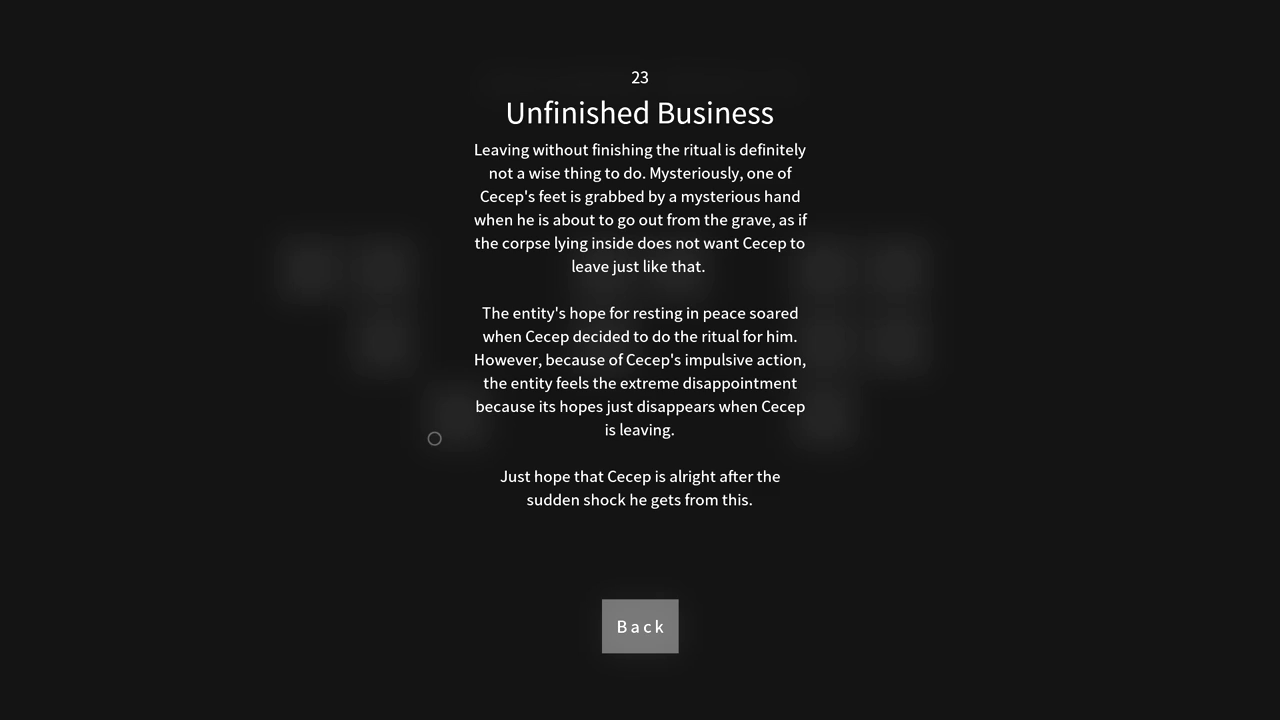 23
Unfinished Business
Leaving without finishing the ritual is definitely
not a wise thing to do. Mysteriously, one of
Cecep's feet is grabbed by a mysterious hand
when he is about to go out from the grave, as if
the corpse lying inside does not want Cecep to
leave just like that.
The entity's hope for resting in peace soared
when Cecep decided to do the ritual for him.
However, because of Cecep's impulsive action,
the entity feels the extreme disappointment
because its hopes just disappears when Cecep
is leaving.
Just hope that Cecep is alright after the
sudden shock he gets from this.
Back